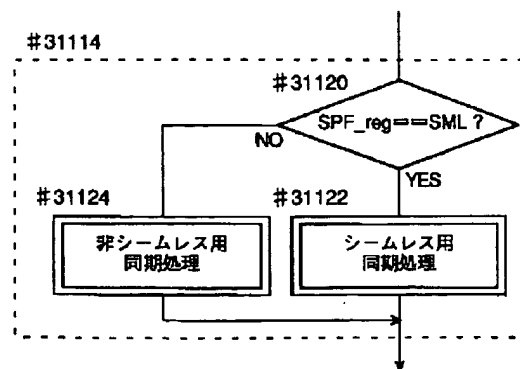 #31114
#31120
SPF_reg==SML?
NO
YES
#31124
#31122
非シームレス用
同期処理
シームレス用
同期処理